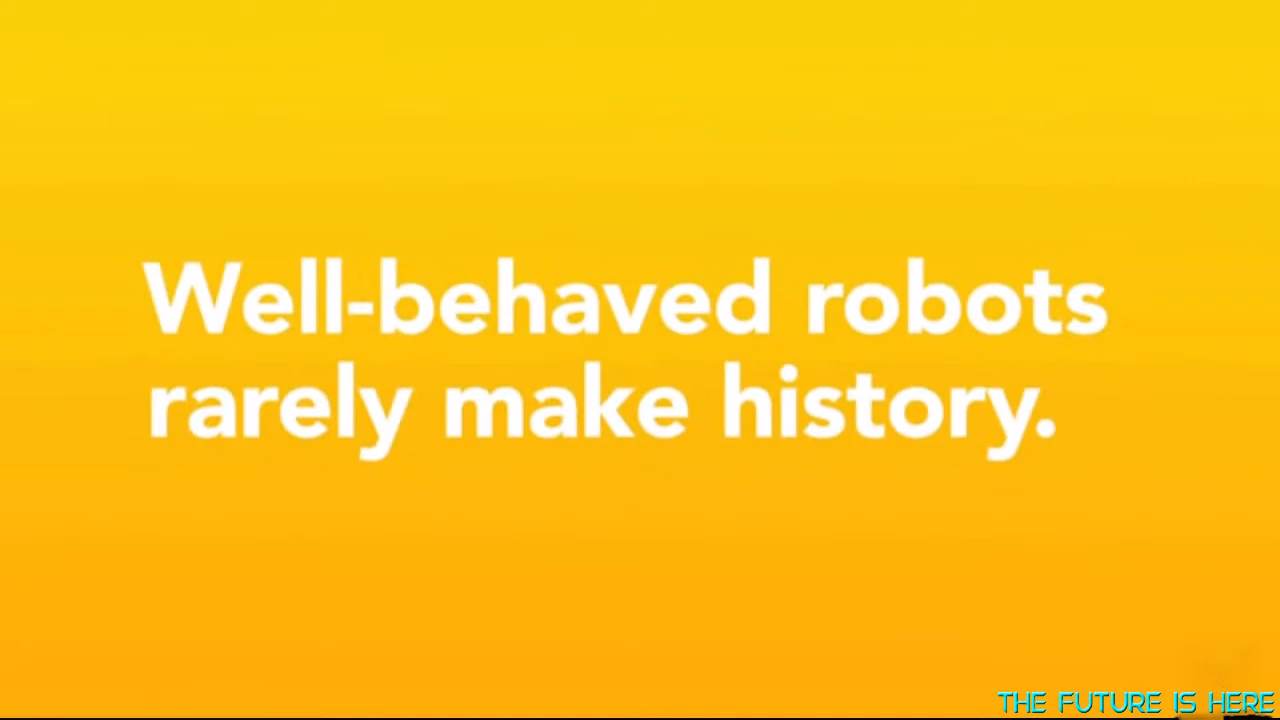 Well-behaved robots
rarely make history.
THE FUTURE IS HERE